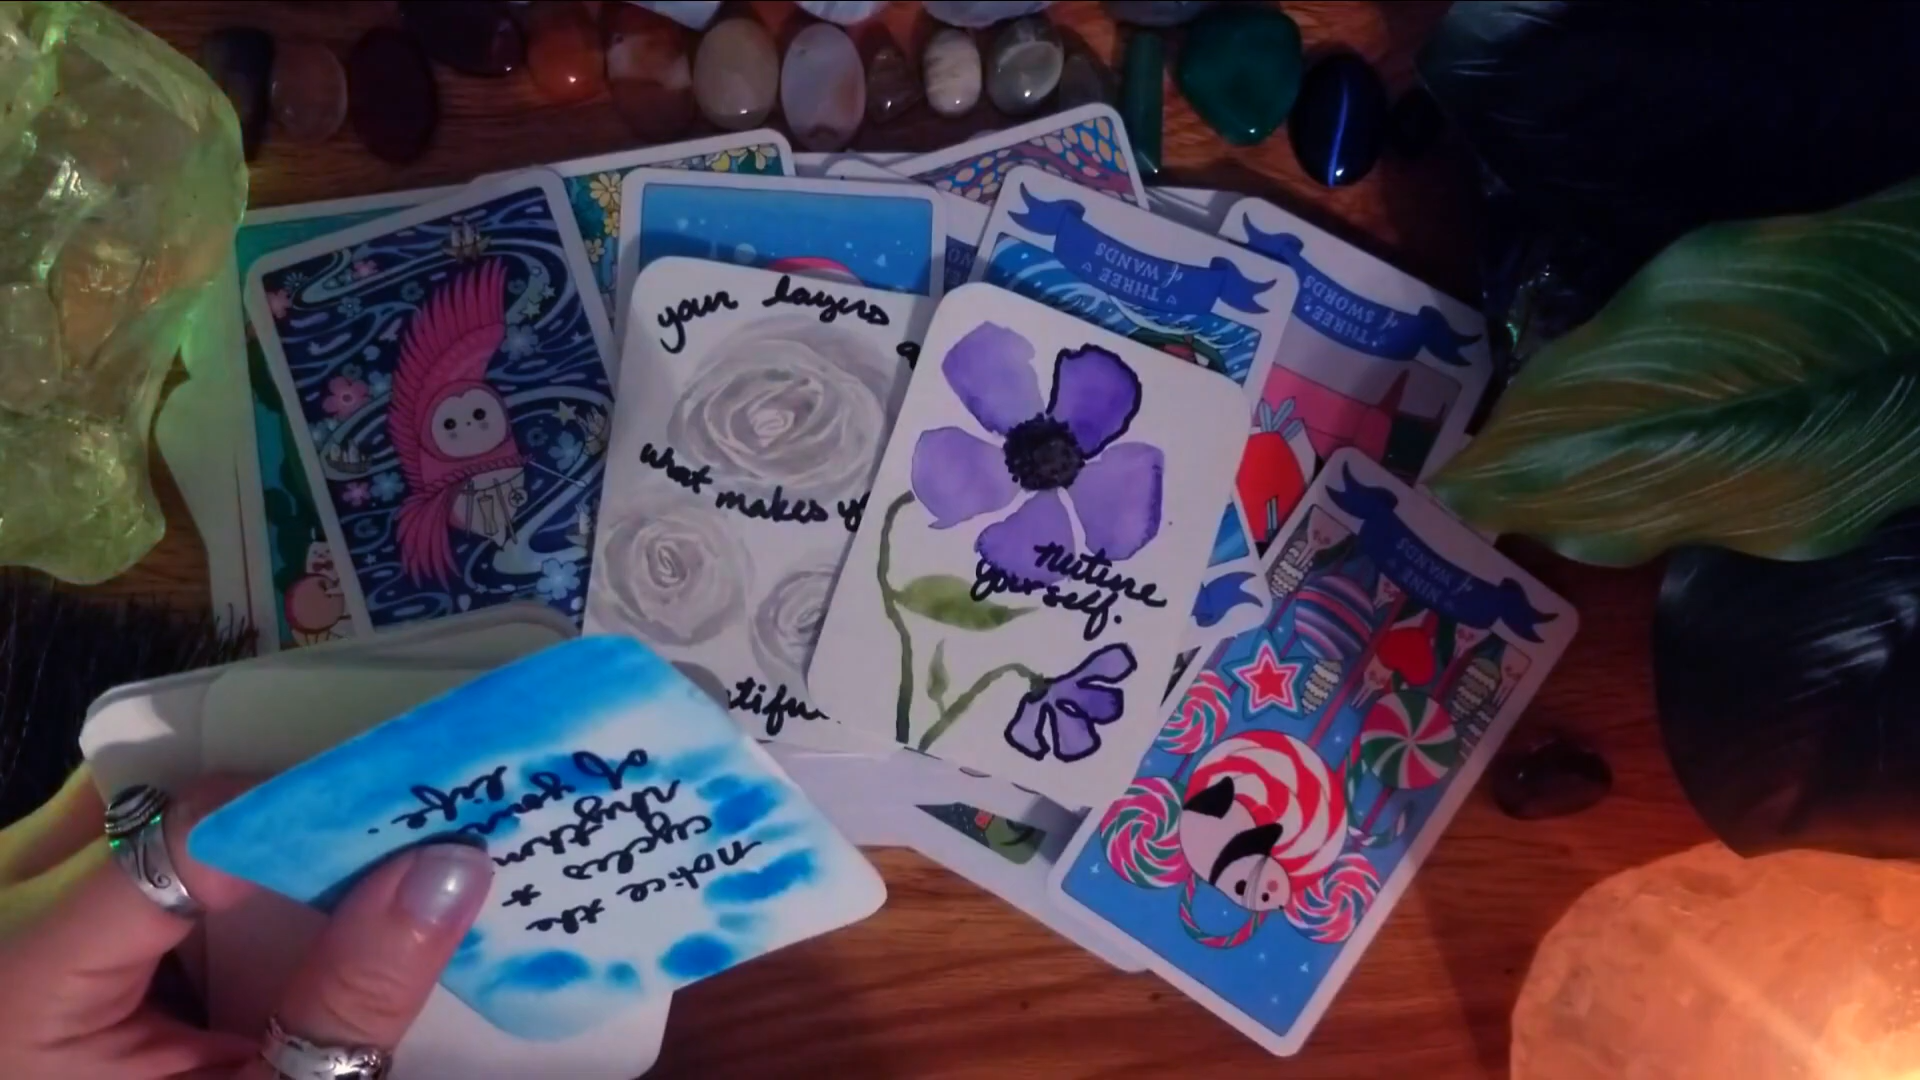 your layers
what makes
nurture
yourself.
notice the
cycles +
rhythm
of your
life.
THREE
of WANDS
THREE
of SWORDS
NINE
of WANDS